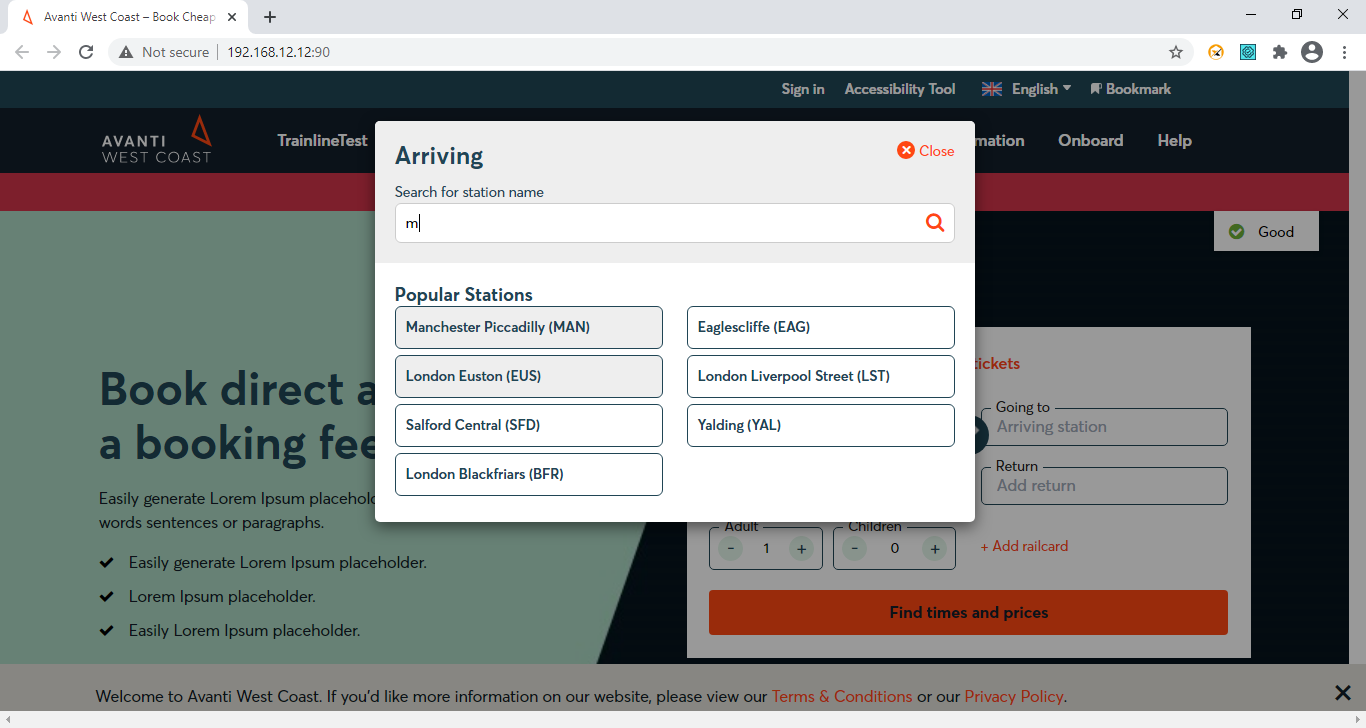 Avanti West Coast – Book Cheap
Not secure
192.168.12.12:90
Sign in
Accessibility Tool
English
Bookmark
AVANTI
WEST COAST
TrainlineTest
mation
Onboard
Help
Good
Arriving
Close
Search for station name
m
Popular Stations
Manchester Piccadilly (MAN)
Eaglescliffe (EAG)
London Euston (EUS)
London Liverpool Street (LST)
Salford Central (SFD)
Yalding (YAL)
London Blackfriars (BFR)
Book direct a
a booking fee
Easily generate Lorem Ipsum placehold
words sentences or paragraphs.
Easily generate Lorem Ipsum placeholder.
Lorem Ipsum placeholder.
Easily Lorem Ipsum placeholder.
tickets
Going to
Arriving station
Return
Add return
Adult
Children
- 1 +
- 0 +
+ Add railcard
Find times and prices
Welcome to Avanti West Coast. If you'd like more information on our website, please view our Terms & Conditions or our Privacy Policy.